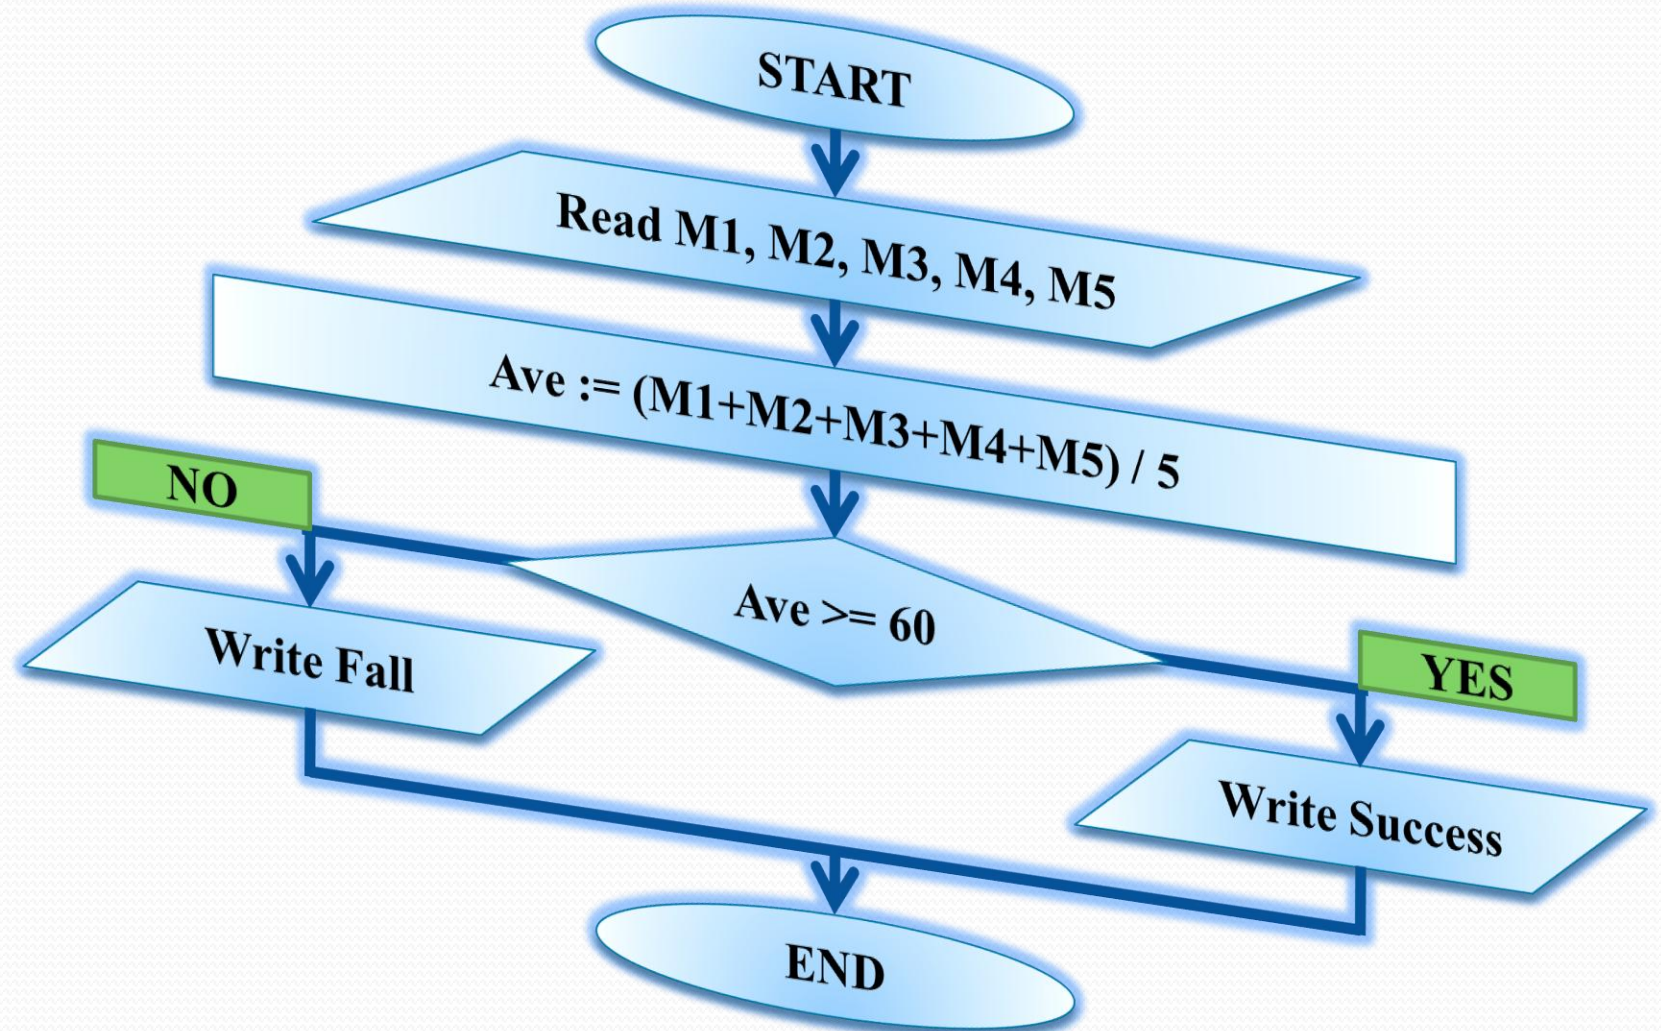 START
Read M1, M2, M3, M4, M5
Ave := (M1+M2+M3+M4+M5) / 5
NO
Ave >= 60
YES
Write Fall
Write Success
END